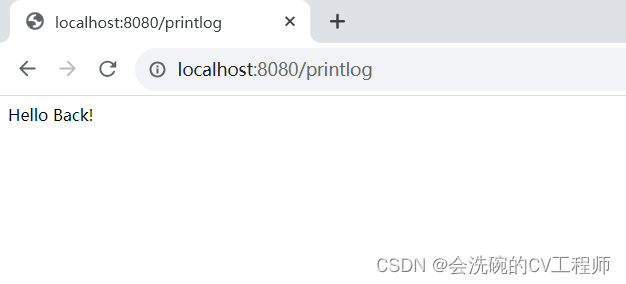 localhost:8080/printlog
localhost:8080/printlog
Hello Back!
CSDN @会洗碗的CV工程师